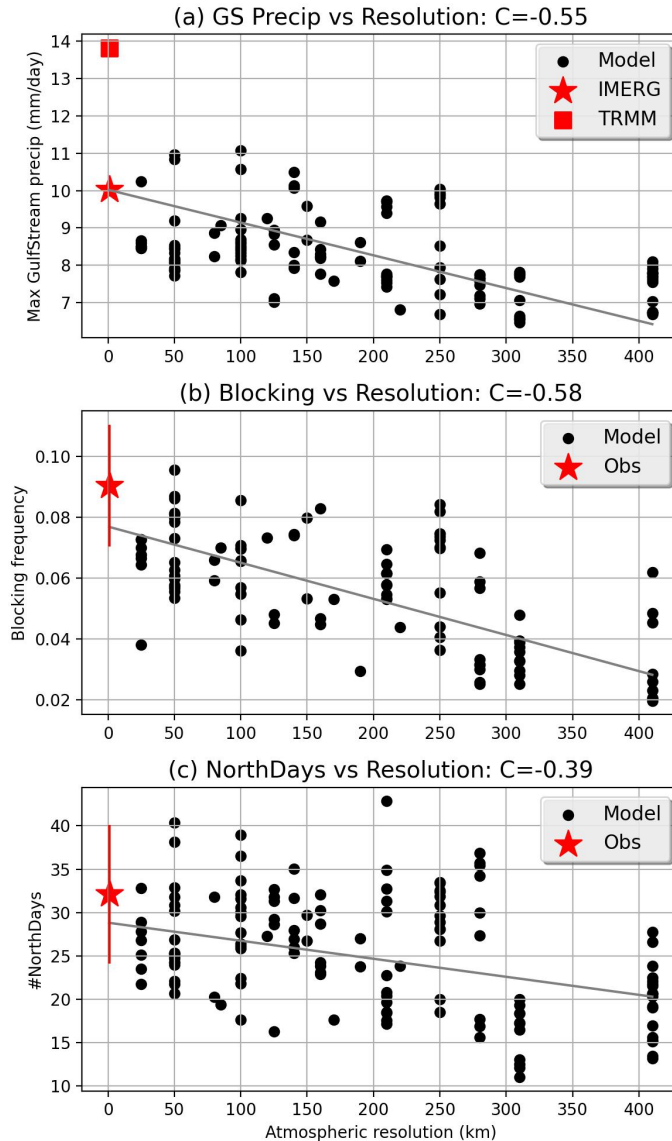 (a) GS Precip vs Resolution: C=-0.55
Max GulfStream precip (mm/day)
14
13
12
11
10
9
8
7
Model
IMERG
TRMM
0 50 100 150 200 250 300 350 400
(b) Blocking vs Resolution: C=-0.58
Blocking frequency
0.10
0.08
0.06
0.04
0.02
Model
Obs
0 50 100 150 200 250 300 350 400
(c) NorthDays vs Resolution: C=-0.39
#NorthDays
40
35
30
25
20
15
10
Model
Obs
0 50 100 150 200 250 300 350 400
Atmospheric resolution (km)